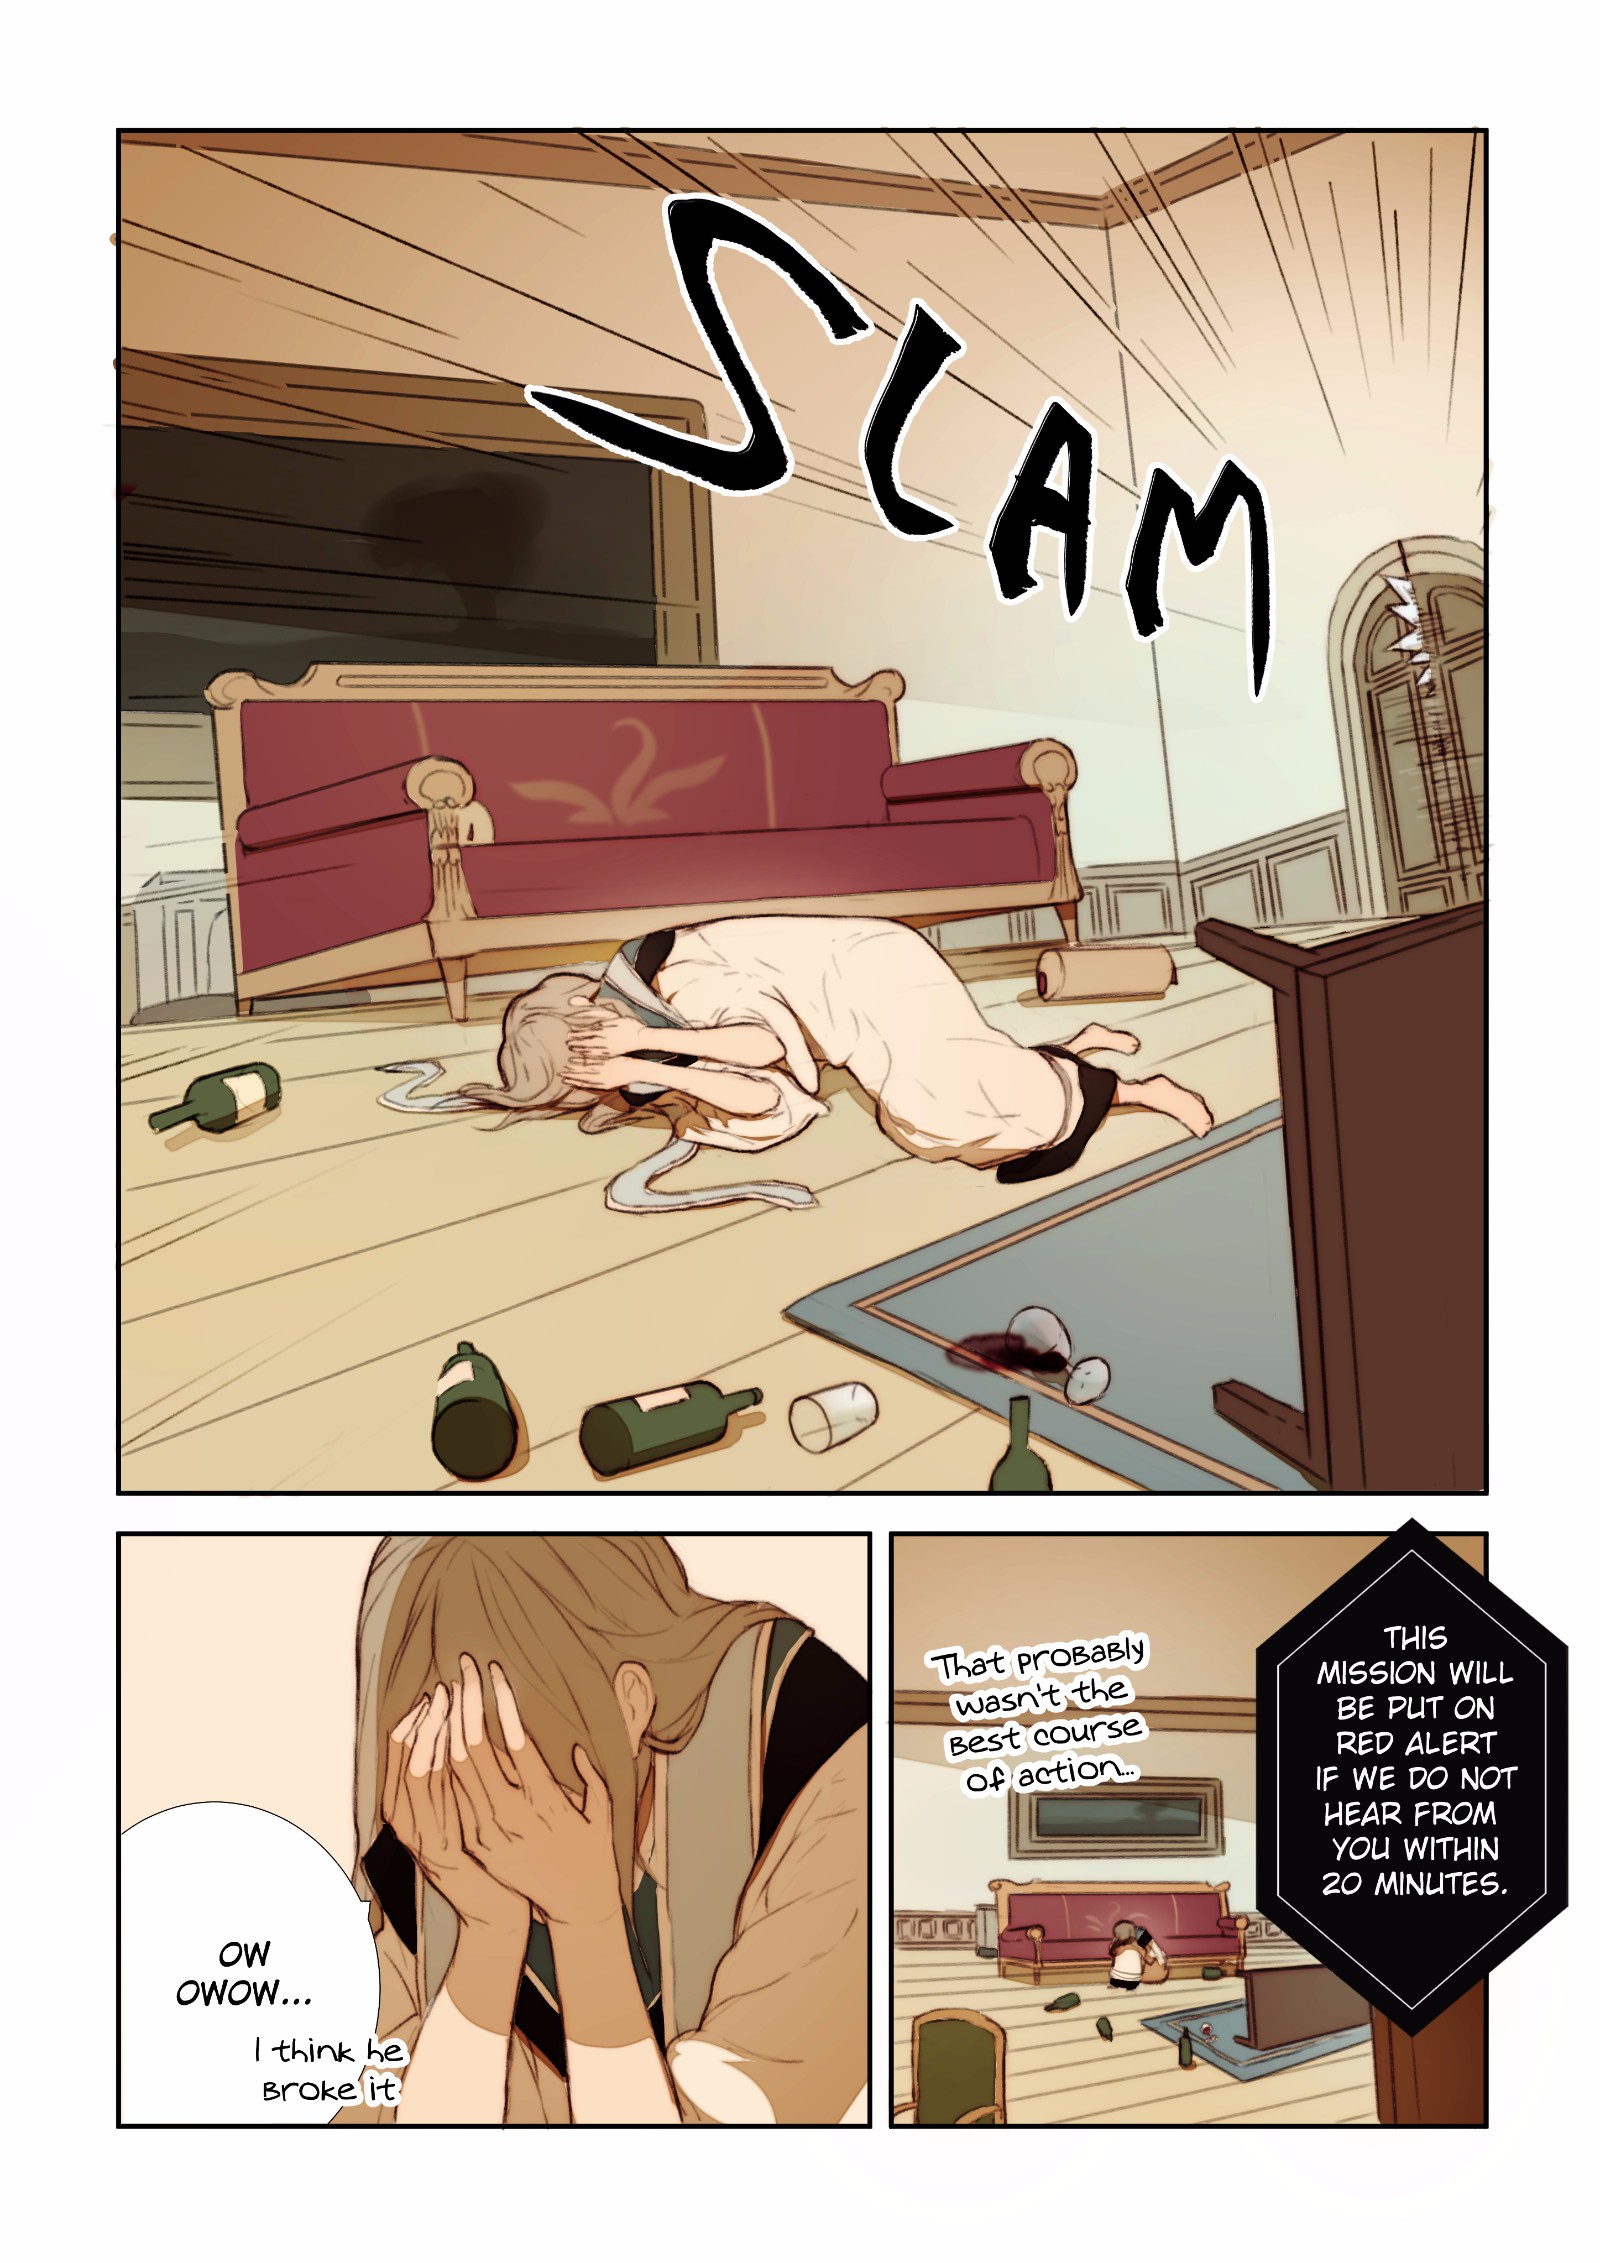 SLAM
OW
OWOW...
I think he
broke it
That probably
wasn't the
best course
of action...
THIS
MISSION WILL
BE PUT ON
RED ALERT
IF WE DO NOT
HEAR FROM
YOU WITHIN
20 MINUTES.